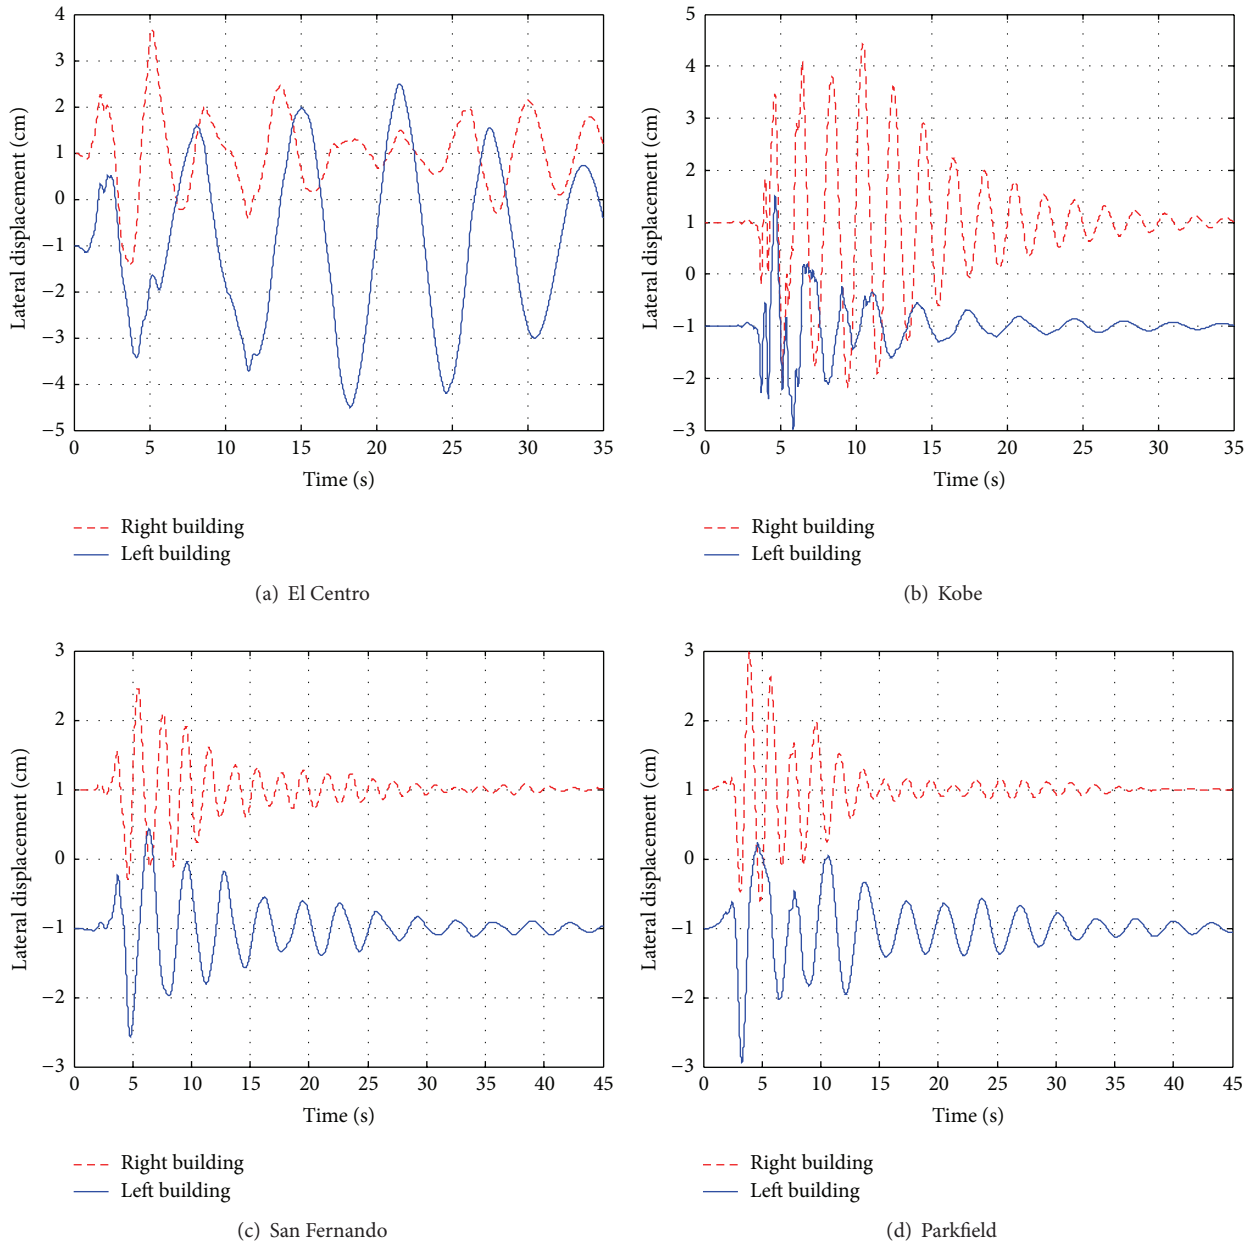 4
3
2
1
0
−1
−2
−3
−4
−5
Lateral displacement (cm)
0 5 10 15 20 25 30 35
Time (s)
Right building
Left building
(a) El Centro
5
4
3
2
1
0
−1
−2
−3
Lateral displacement (cm)
0 5 10 15 20 25 30 35
Time (s)
Right building
Left building
(b) Kobe
3
2
1
0
−1
−2
−3
Lateral displacement (cm)
0 5 10 15 20 25 30 35 40 45
Time (s)
Right building
Left building
(c) San Fernando
3
2
1
0
−1
−2
−3
Lateral displacement (cm)
0 5 10 15 20 25 30 35 40 45
Time (s)
Right building
Left building
(d) Parkfield